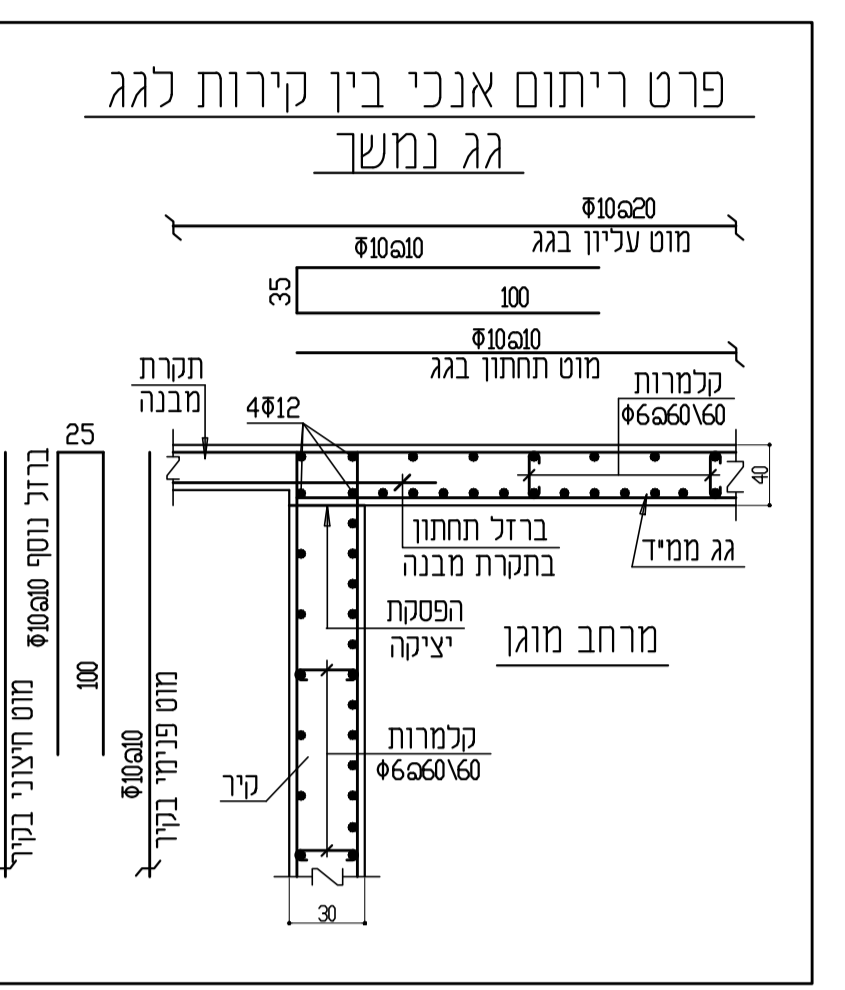 פרט ריתום אנכי בין קירות לגג
גג נמשך
Φ10@20
מוט עליון בגג
Φ10@10
35
100
Φ10@10
מוט תחתון בגג
תקרת
מבנה
4Φ12
קלמרות
Φ6@60\60
40
25
ברזל נוסף Φ10@10
100
מוט חיצוני בקיר
Φ10@10
מוט פנימי בקיר
ברזל תחתון
בתקרת מבנה
גג ממ"ד
הפסקת
יציקה
מרחב מוגן
קלמרות
Φ6@60\60
קיר
30